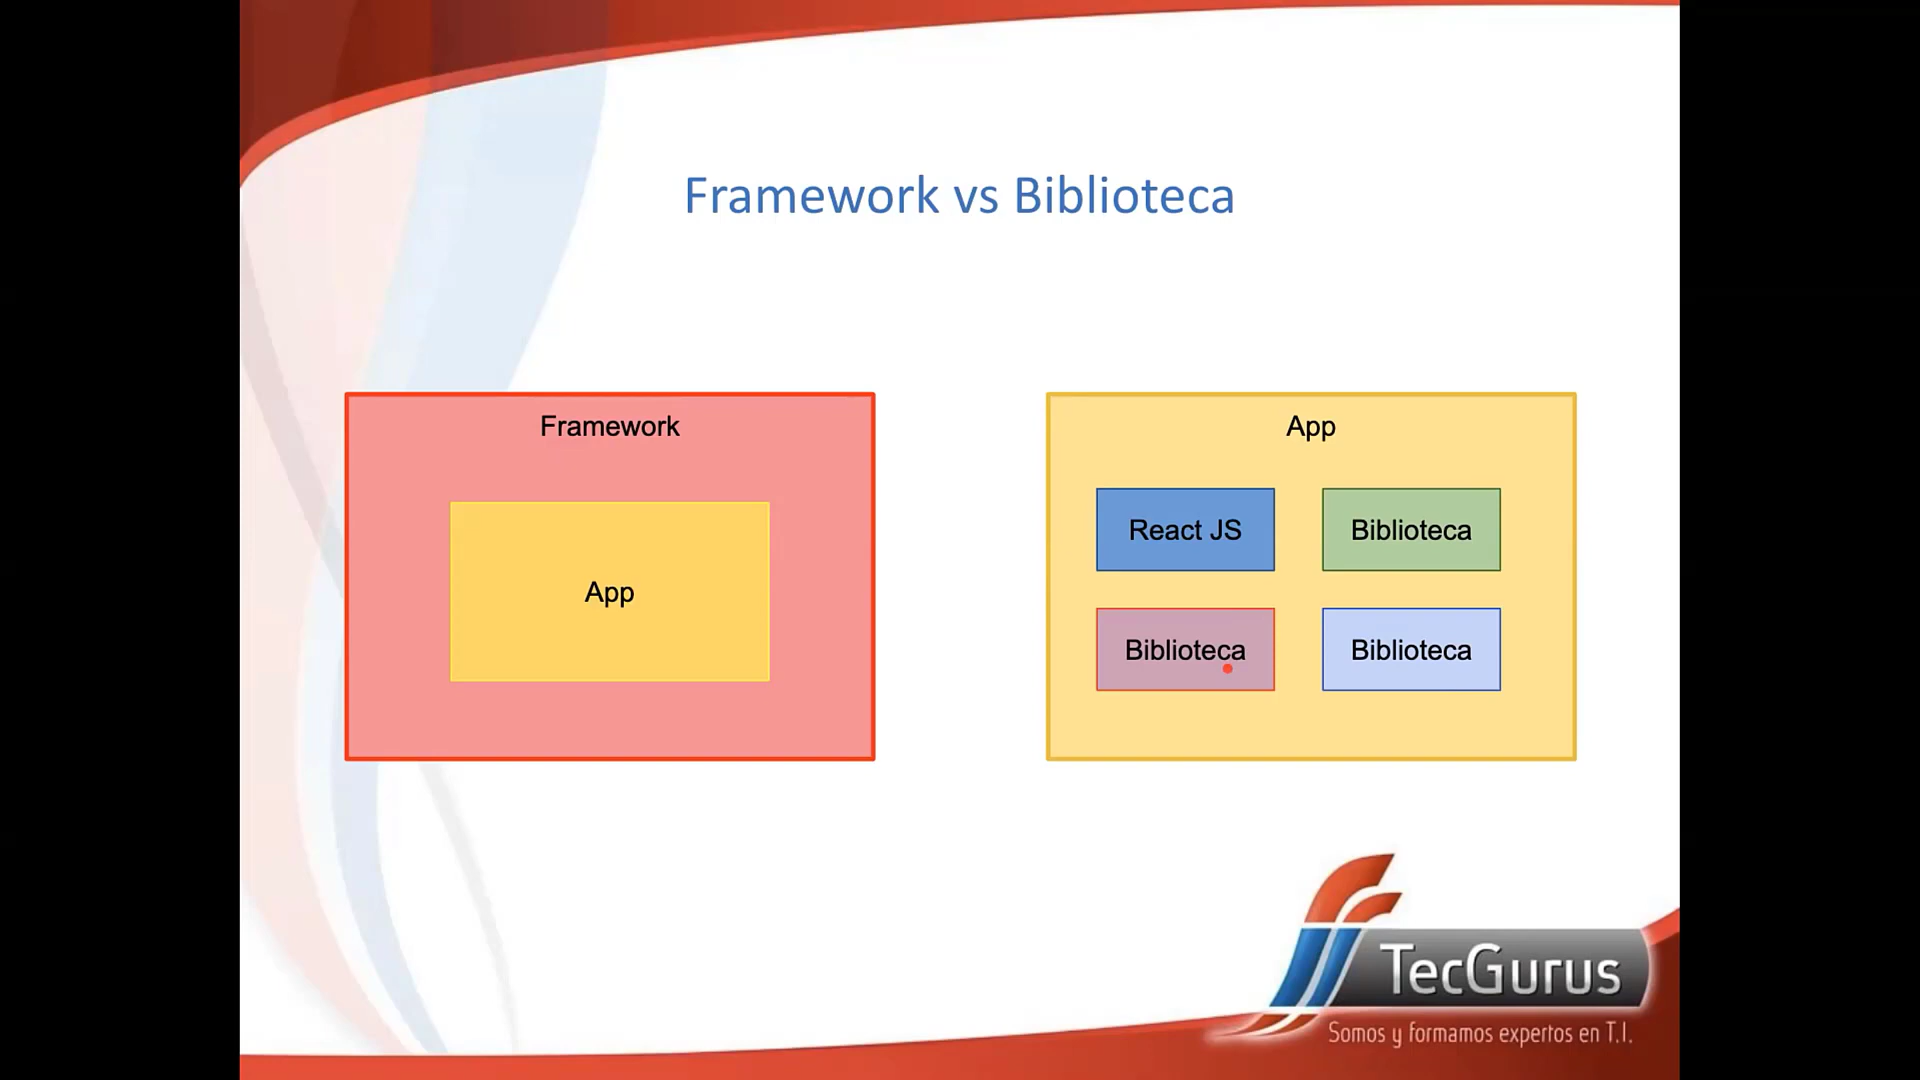 Framework vs Biblioteca
Framework
App
App
React JS
Biblioteca
Biblioteca
Biblioteca
TecGurus
Somos y formamos expertos en T.I.